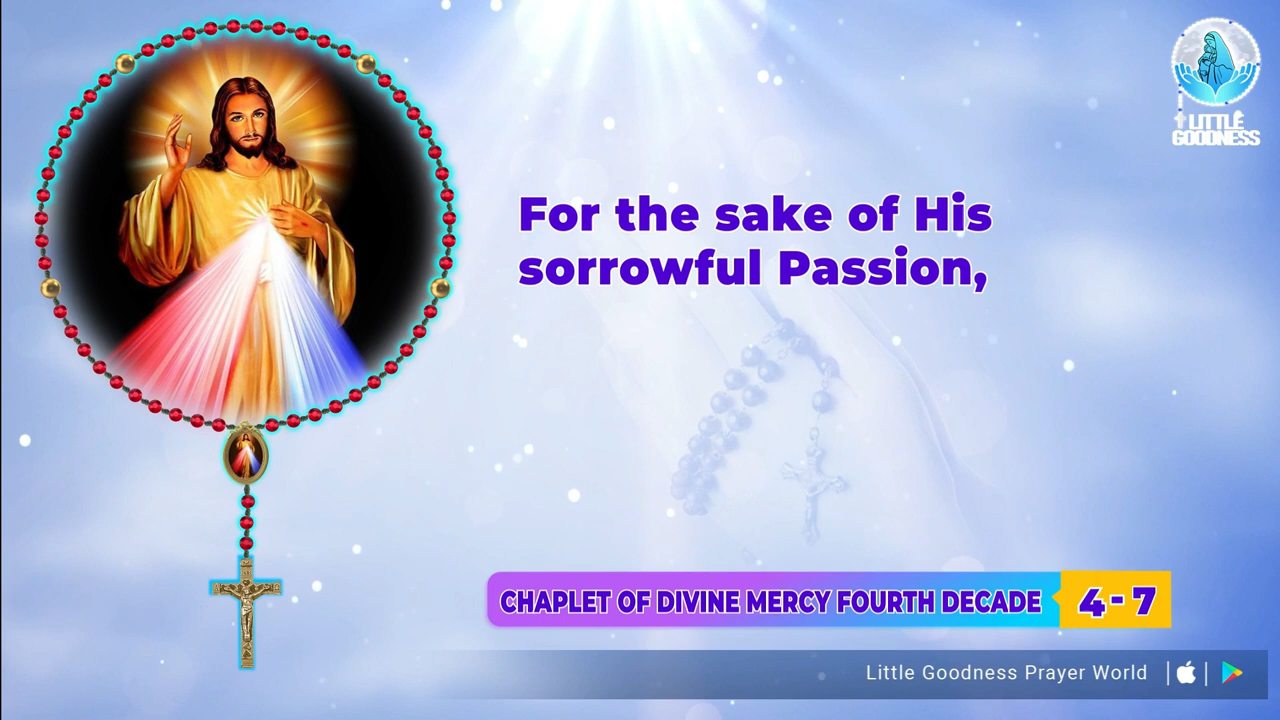 LITTLE
GOODNESS
For the sake of His
sorrowful Passion,
CHAPLET OF DIVINE MERCY FOURTH DECADE
4 - 7
Little Goodness Prayer World